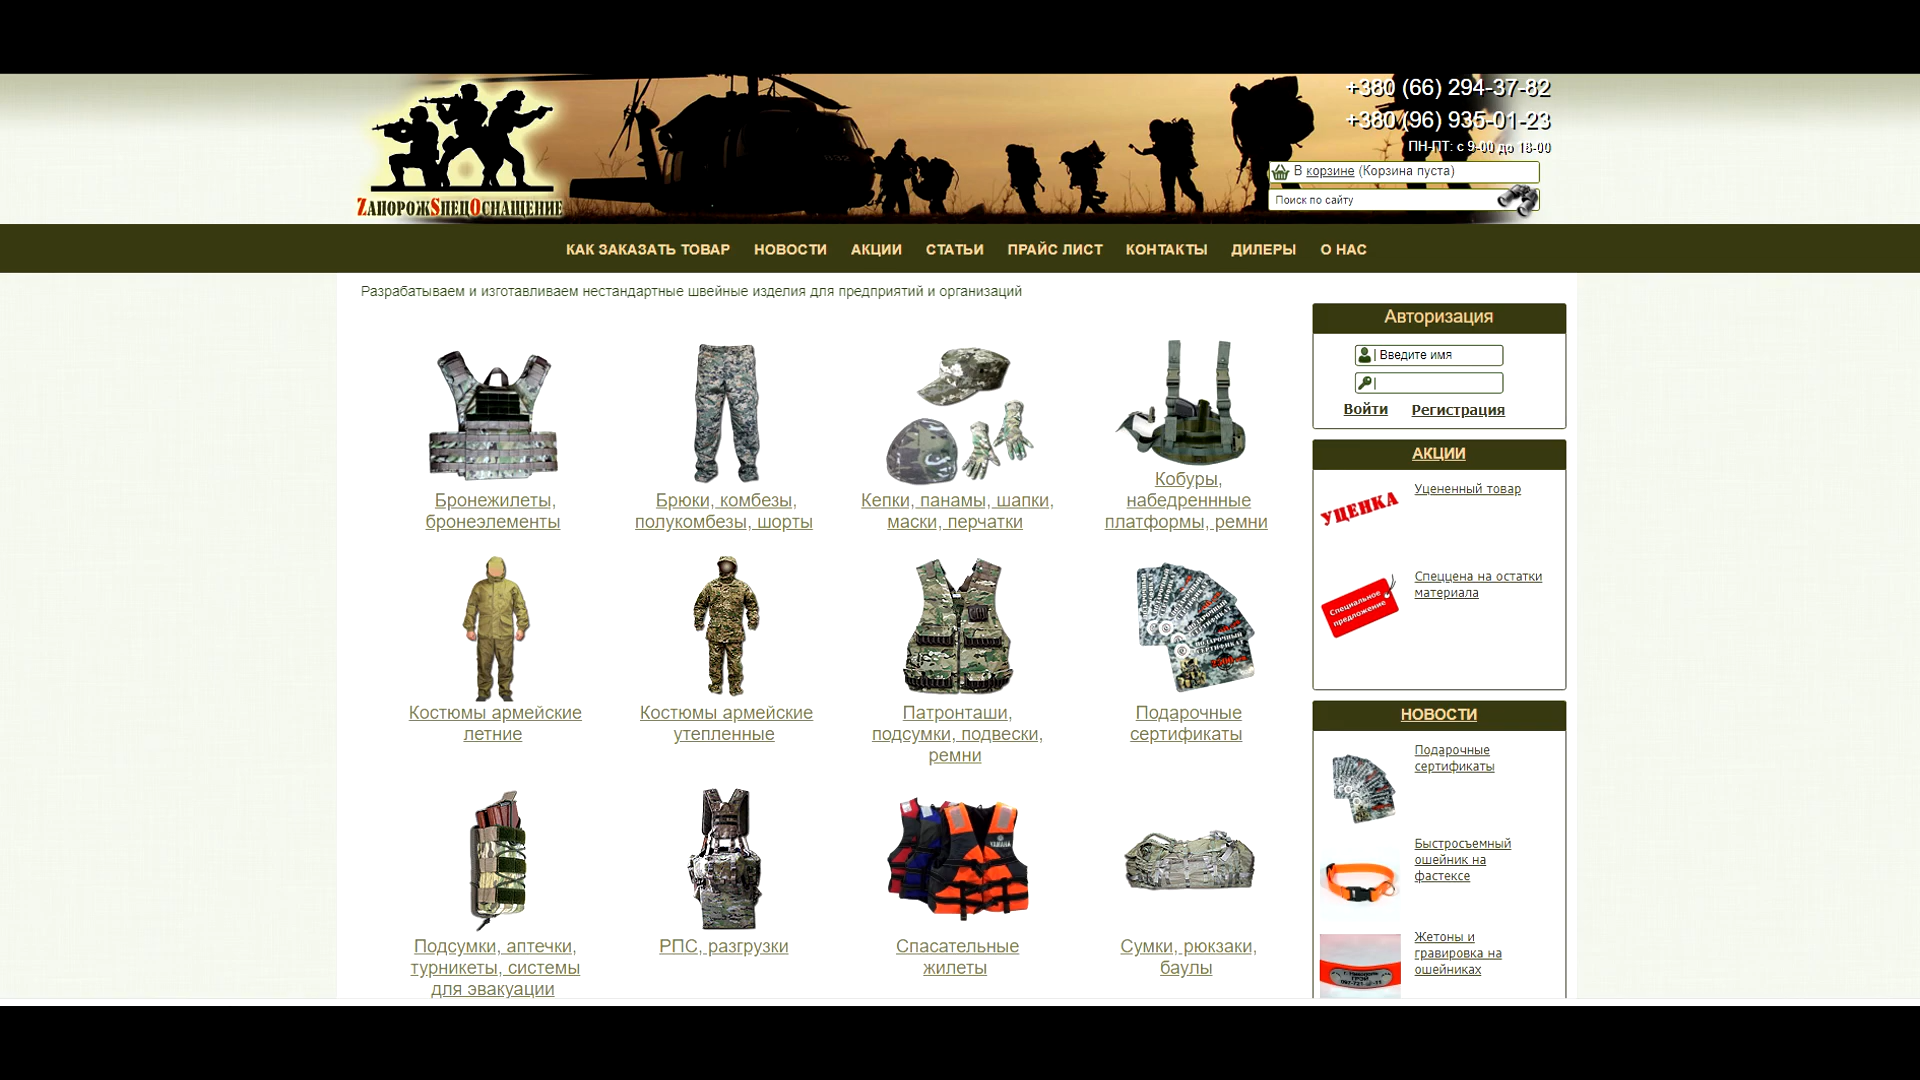 +380 (66) 294-37-82
+380 (96) 935-01-23
ПН-ПТ: с 9-00 до 18-00
В корзине (Корзина пуста)
Поиск по сайту
ZапорожSпецOснащение
КАК ЗАКАЗАТЬ ТОВАР НОВОСТИ АКЦИИ СТАТЬИ ПРАЙС ЛИСТ КОНТАКТЫ ДИЛЕРЫ О НАС
Разрабатываем и изготавливаем нестандартные швейные изделия для предприятий и организаций
Бронежилеты,
бронеэлементы
Брюки, комбезы,
полукомбезы, шорты
Кепки, панамы, шапки,
маски, перчатки
Кобуры,
набедреннные
платформы, ремни
Костюмы армейские
летние
Костюмы армейские
утепленные
Патронташи,
подсумки, подвески,
ремни
ПОДАРОЧНЫЙ
СЕРТИФИКАТ
Подарочные
сертификаты
Подсумки, аптечки,
турникеты, системы
для эвакуации
РПС, разгрузки
YAMAHA
Спасательные
жилеты
Сумки, рюкзаки,
баулы
Авторизация
Введите имя
Войти Регистрация
АКЦИИ
УЦЕНКА
Уцененный товар
Специальное
предложение
Спеццена на остатки
материала
НОВОСТИ
Подарочные
сертификаты
Быстросъемный
ошейник на
фастексе
Жетоны и
гравировка на
ошейниках